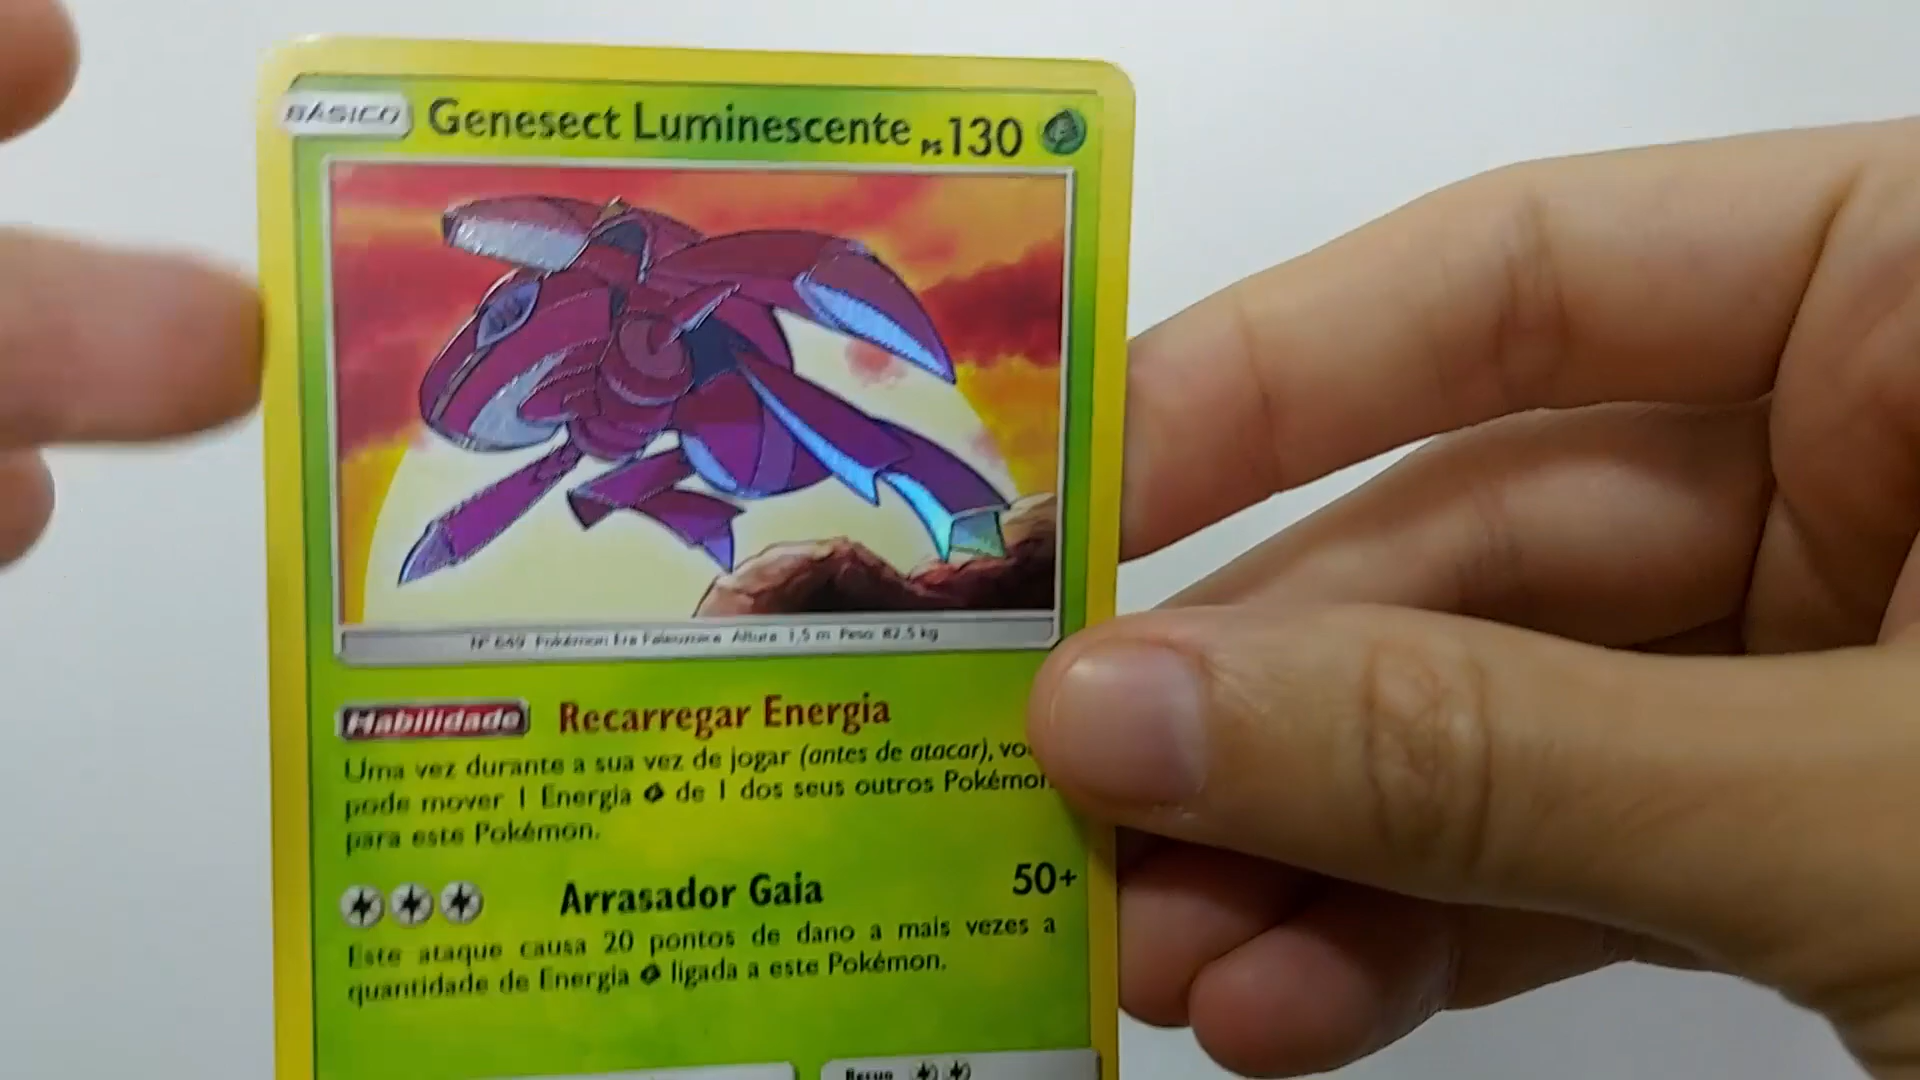 BÁSICO Genesect Luminescente PS 130
Nº 649 Pokémon Era Paleozoica Altura: 1,5 m Peso: 82,5 kg
Habilidade Recarregar Energia
Uma vez durante a sua vez de jogar (antes de atacar),
pode mover 1 Energia de 1 dos seus outros Pokémon
para este Pokémon.
Arrasador Gaia 50+
Este ataque causa 20 pontos de dano a mais vezes a
quantidade de Energia ligada a este Pokémon.
Recuo